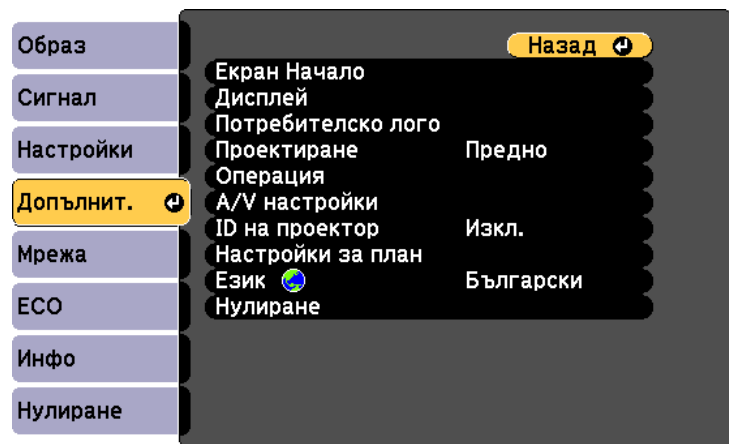 Образ
Сигнал
Настройки
Допълнит.
Мрежа
ECO
Инфо
Нулиране
Назад
Екран Начало
Дисплей
Потребителско лого
Проектиране Предно
Операция
A/V настройки
ID на проектор Изкл.
Настройки за план
Език Български
Нулиране